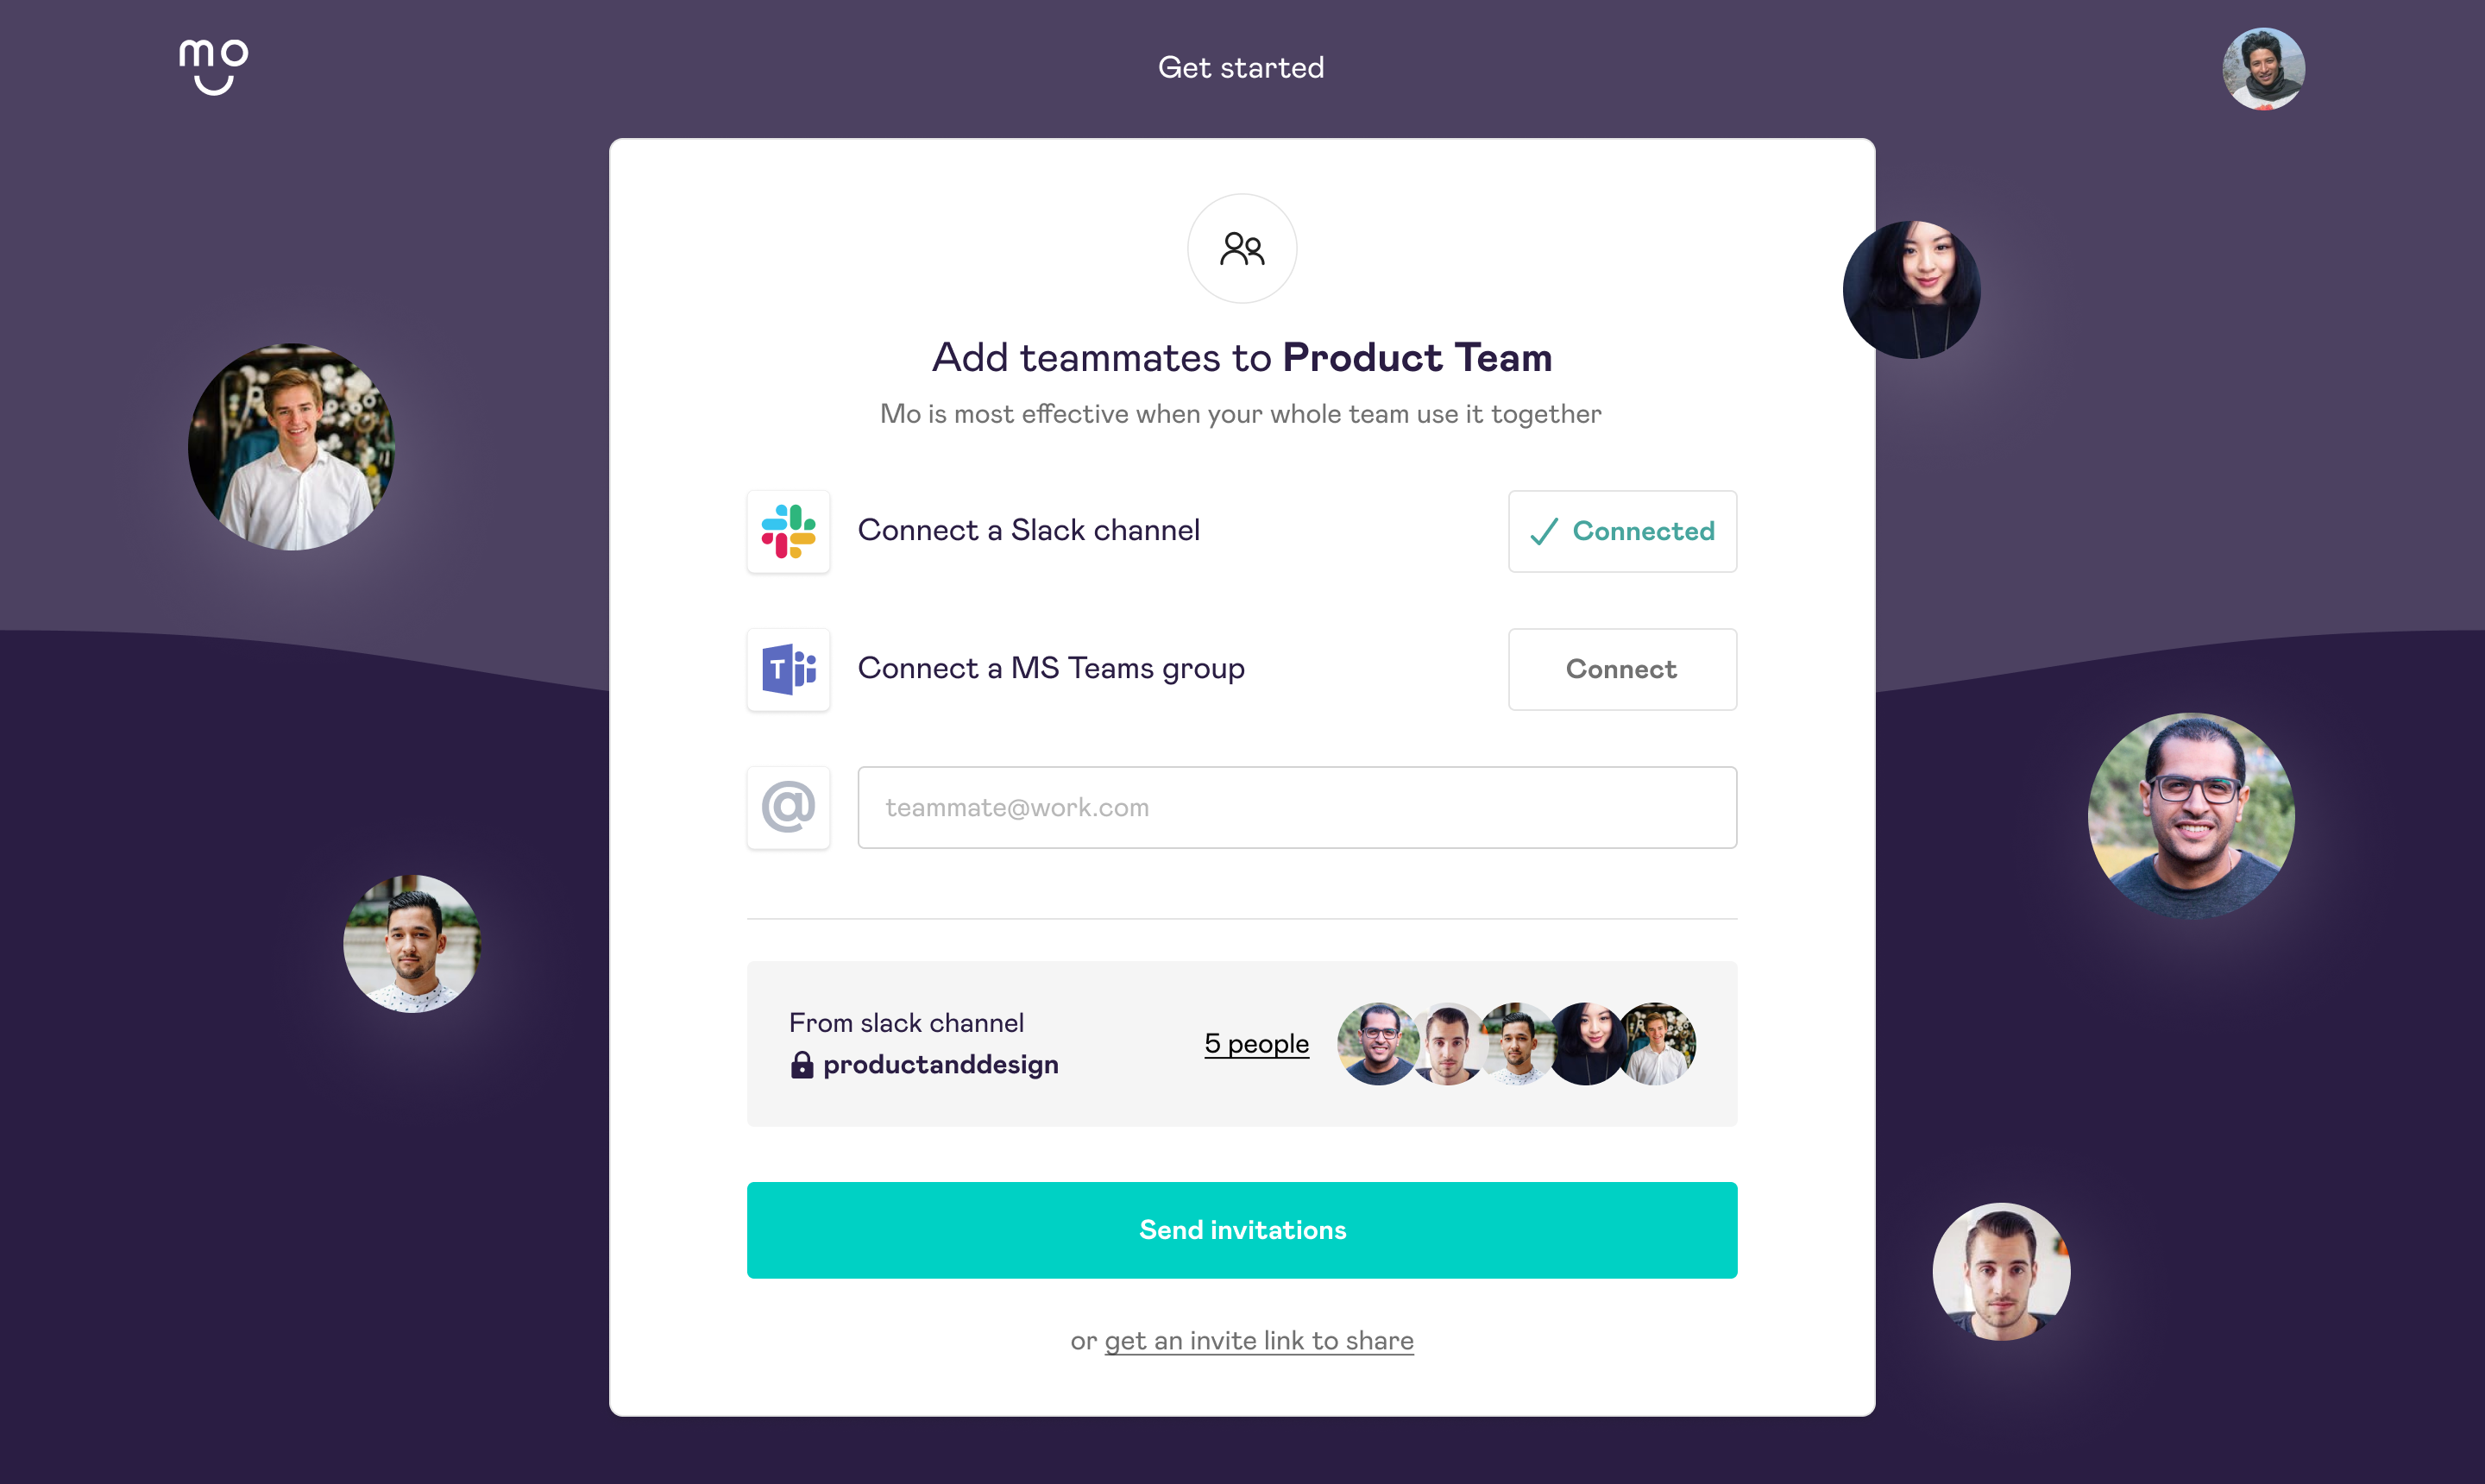 mo
Get started
Add teammates to Product Team
Mo is most effective when your whole team use it together
Connect a Slack channel
Connected
T
Connect a MS Teams group
Connect
@
teammate@work.com
From slack channel
productanddesign
5 people
Send invitations
or get an invite link to share